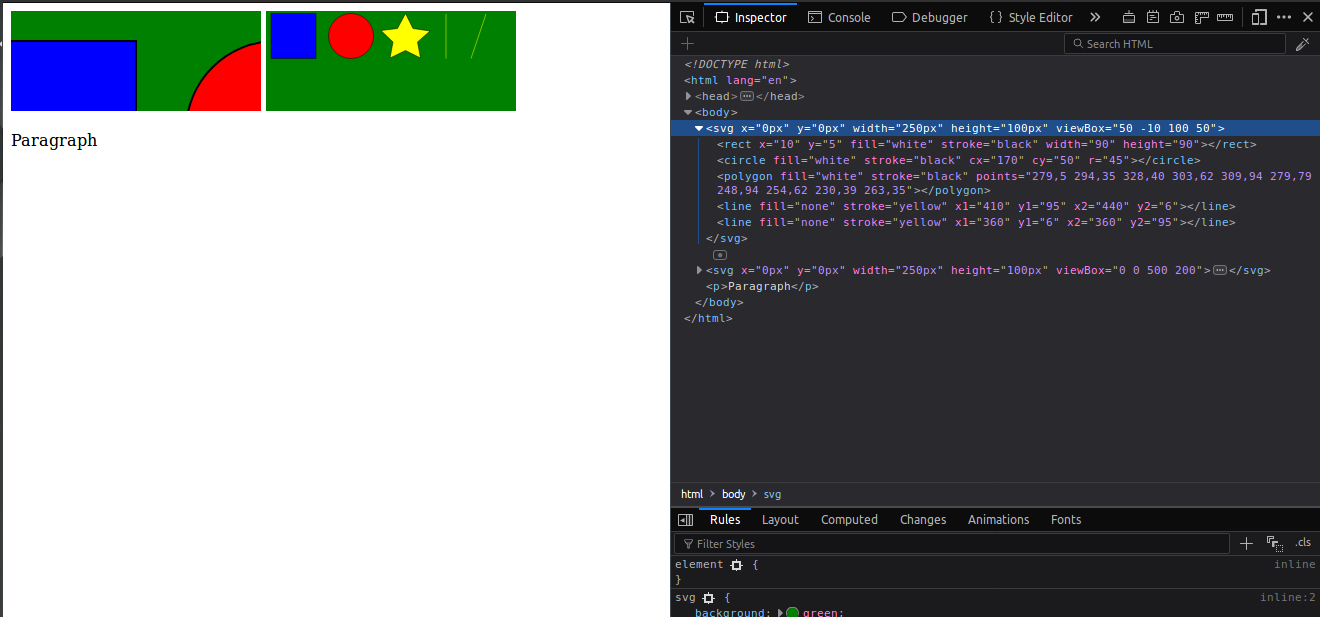 Inspector Console Debugger { } Style Editor
+ Search HTML
<!DOCTYPE html>
<html lang="en">
<head> ··· </head>
<body>
<svg x="0px" y="0px" width="250px" height="100px" viewBox="50 -10 100 50">
<rect x="10" y="5" fill="white" stroke="black" width="90" height="90"></rect>
<circle fill="white" stroke="black" cx="170" cy="50" r="45"></circle>
<polygon fill="white" stroke="black" points="279,5 294,35 328,40 303,62 309,94 279,79
248,94 254,62 230,39 263,35"></polygon>
<line fill="none" stroke="yellow" x1="410" y1="95" x2="440" y2="6"></line>
<line fill="none" stroke="yellow" x1="360" y1="6" x2="360" y2="95"></line>
</svg>
<svg x="0px" y="0px" width="250px" height="100px" viewBox="0 0 500 200"> ··· </svg>
<p>Paragraph</p>
</body>
</html>
html > body > svg
Rules Layout Computed Changes Animations Fonts
Filter Styles + .cls
element { inline
}
svg { inline:2
background: green;
Paragraph